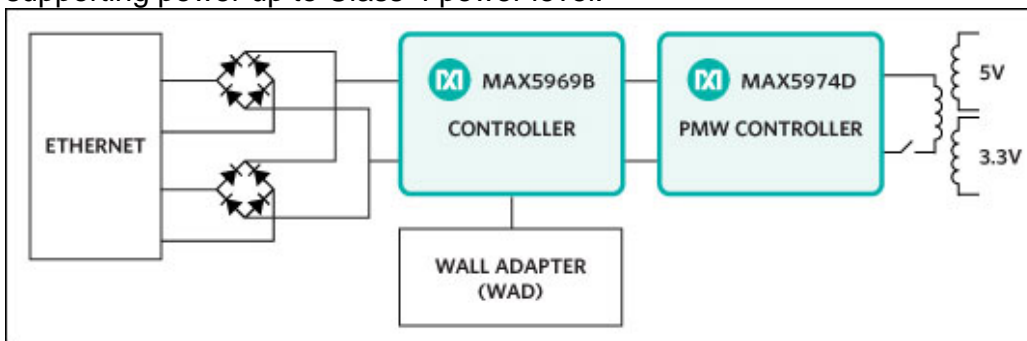 supporting power up to Class 4 power level.
ETHERNET
MAX5969B
CONTROLLER
MAX5974D
PMW CONTROLLER
5V
3.3V
WALL ADAPTER
(WAD)